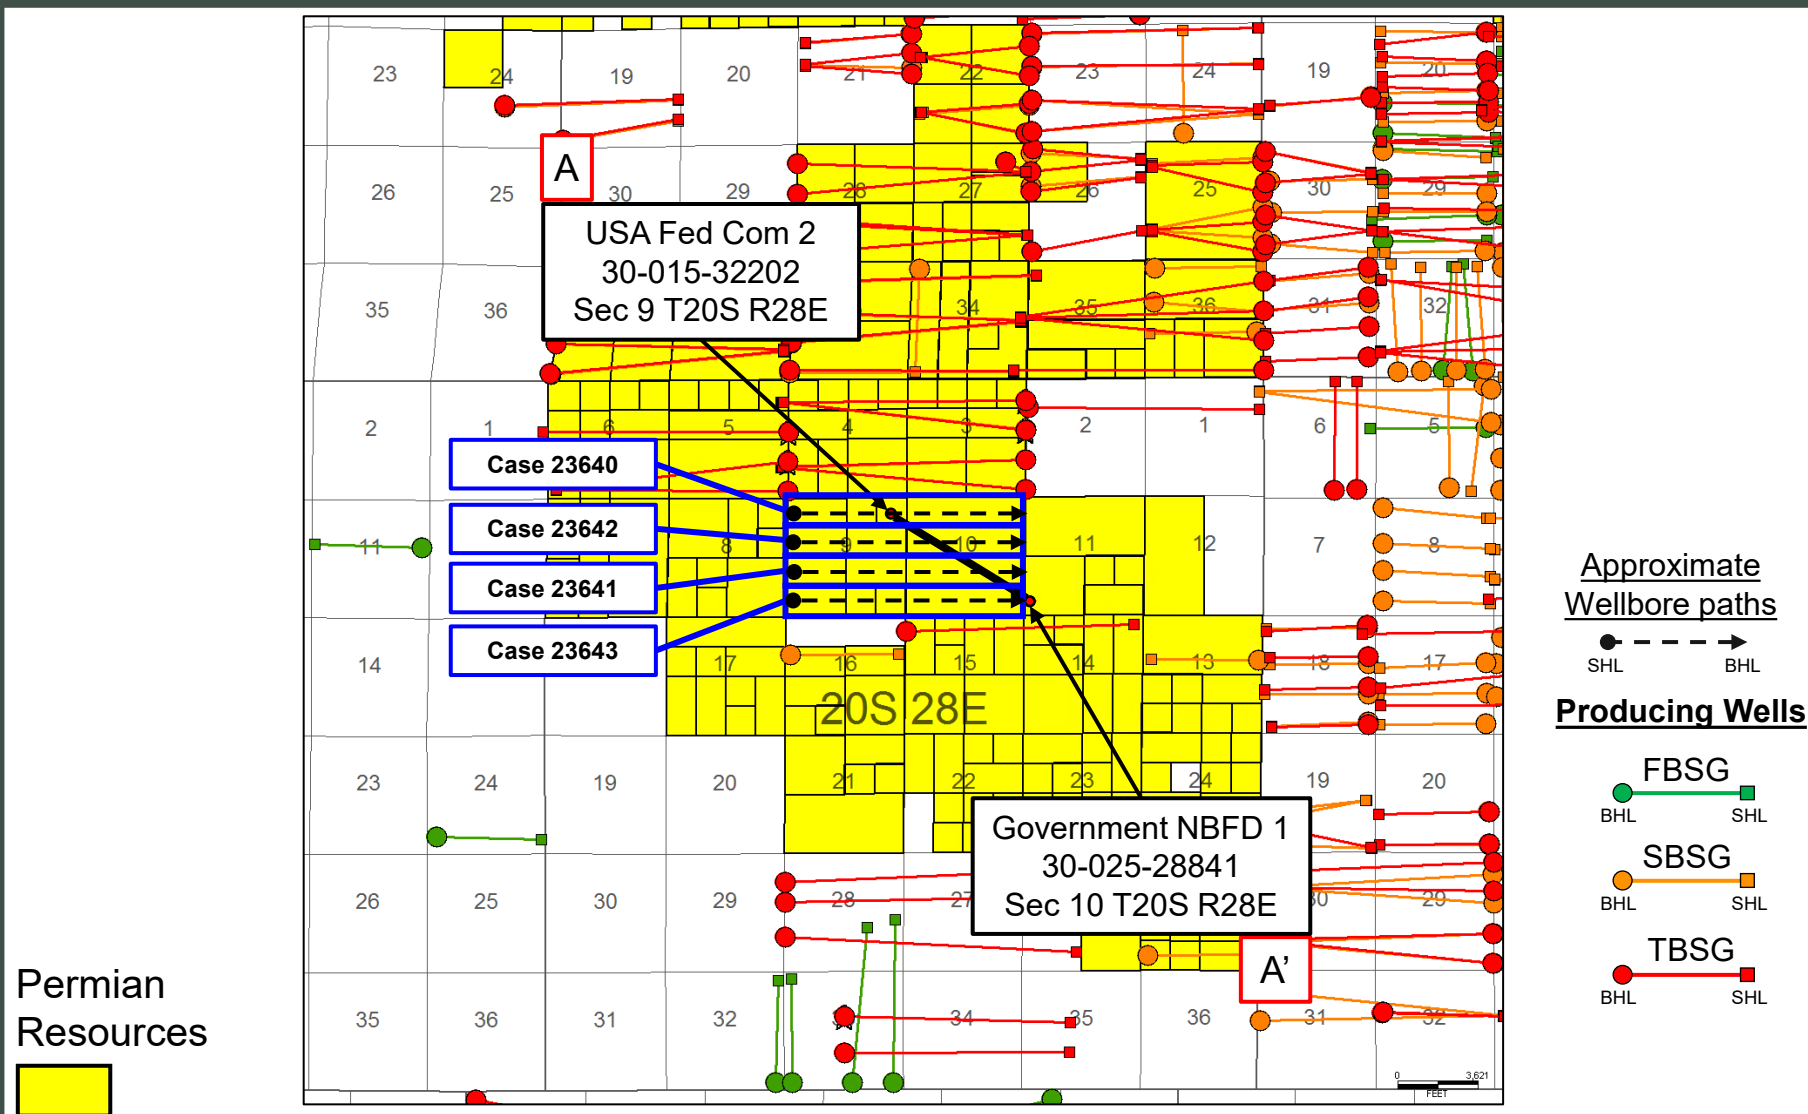 23 24 19 20 21 22 23 24 19 20
A
26 25 30 29 28 27 26 25 30 29
USA Fed Com 2
30-015-32202
Sec 9 T20S R28E
35 36 34 35 36 31 32
2 1 6 5 4 3 2 1 6 5
Case 23640
Case 23642
Case 23641
Case 23643
11 8 9 10 11 12 7 8
14 17 16 15 14 13 18 17
20S 28E
23 24 19 20 21 22 23 24 19 20
Government NBFD 1
30-025-28841
Sec 10 T20S R28E
26 25 30 29 28 27 30 29
A'
35 36 31 32 34 35 36 31 32
0 3,621
FEET
Approximate
Wellbore paths
SHL BHL
Producing Wells
FBSG
BHL SHL
SBSG
BHL SHL
TBSG
BHL SHL
Permian
Resources